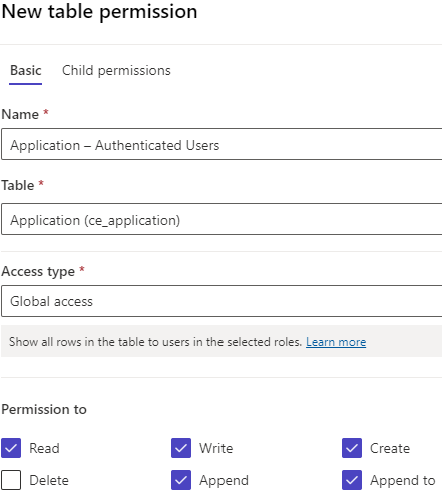 New table permission
Basic Child permissions
Name *
Application – Authenticated Users
Table *
Application (ce_application)
Access type *
Global access
Show all rows in the table to users in the selected roles. Learn more
Permission to
Read Write Create
Delete Append Append to